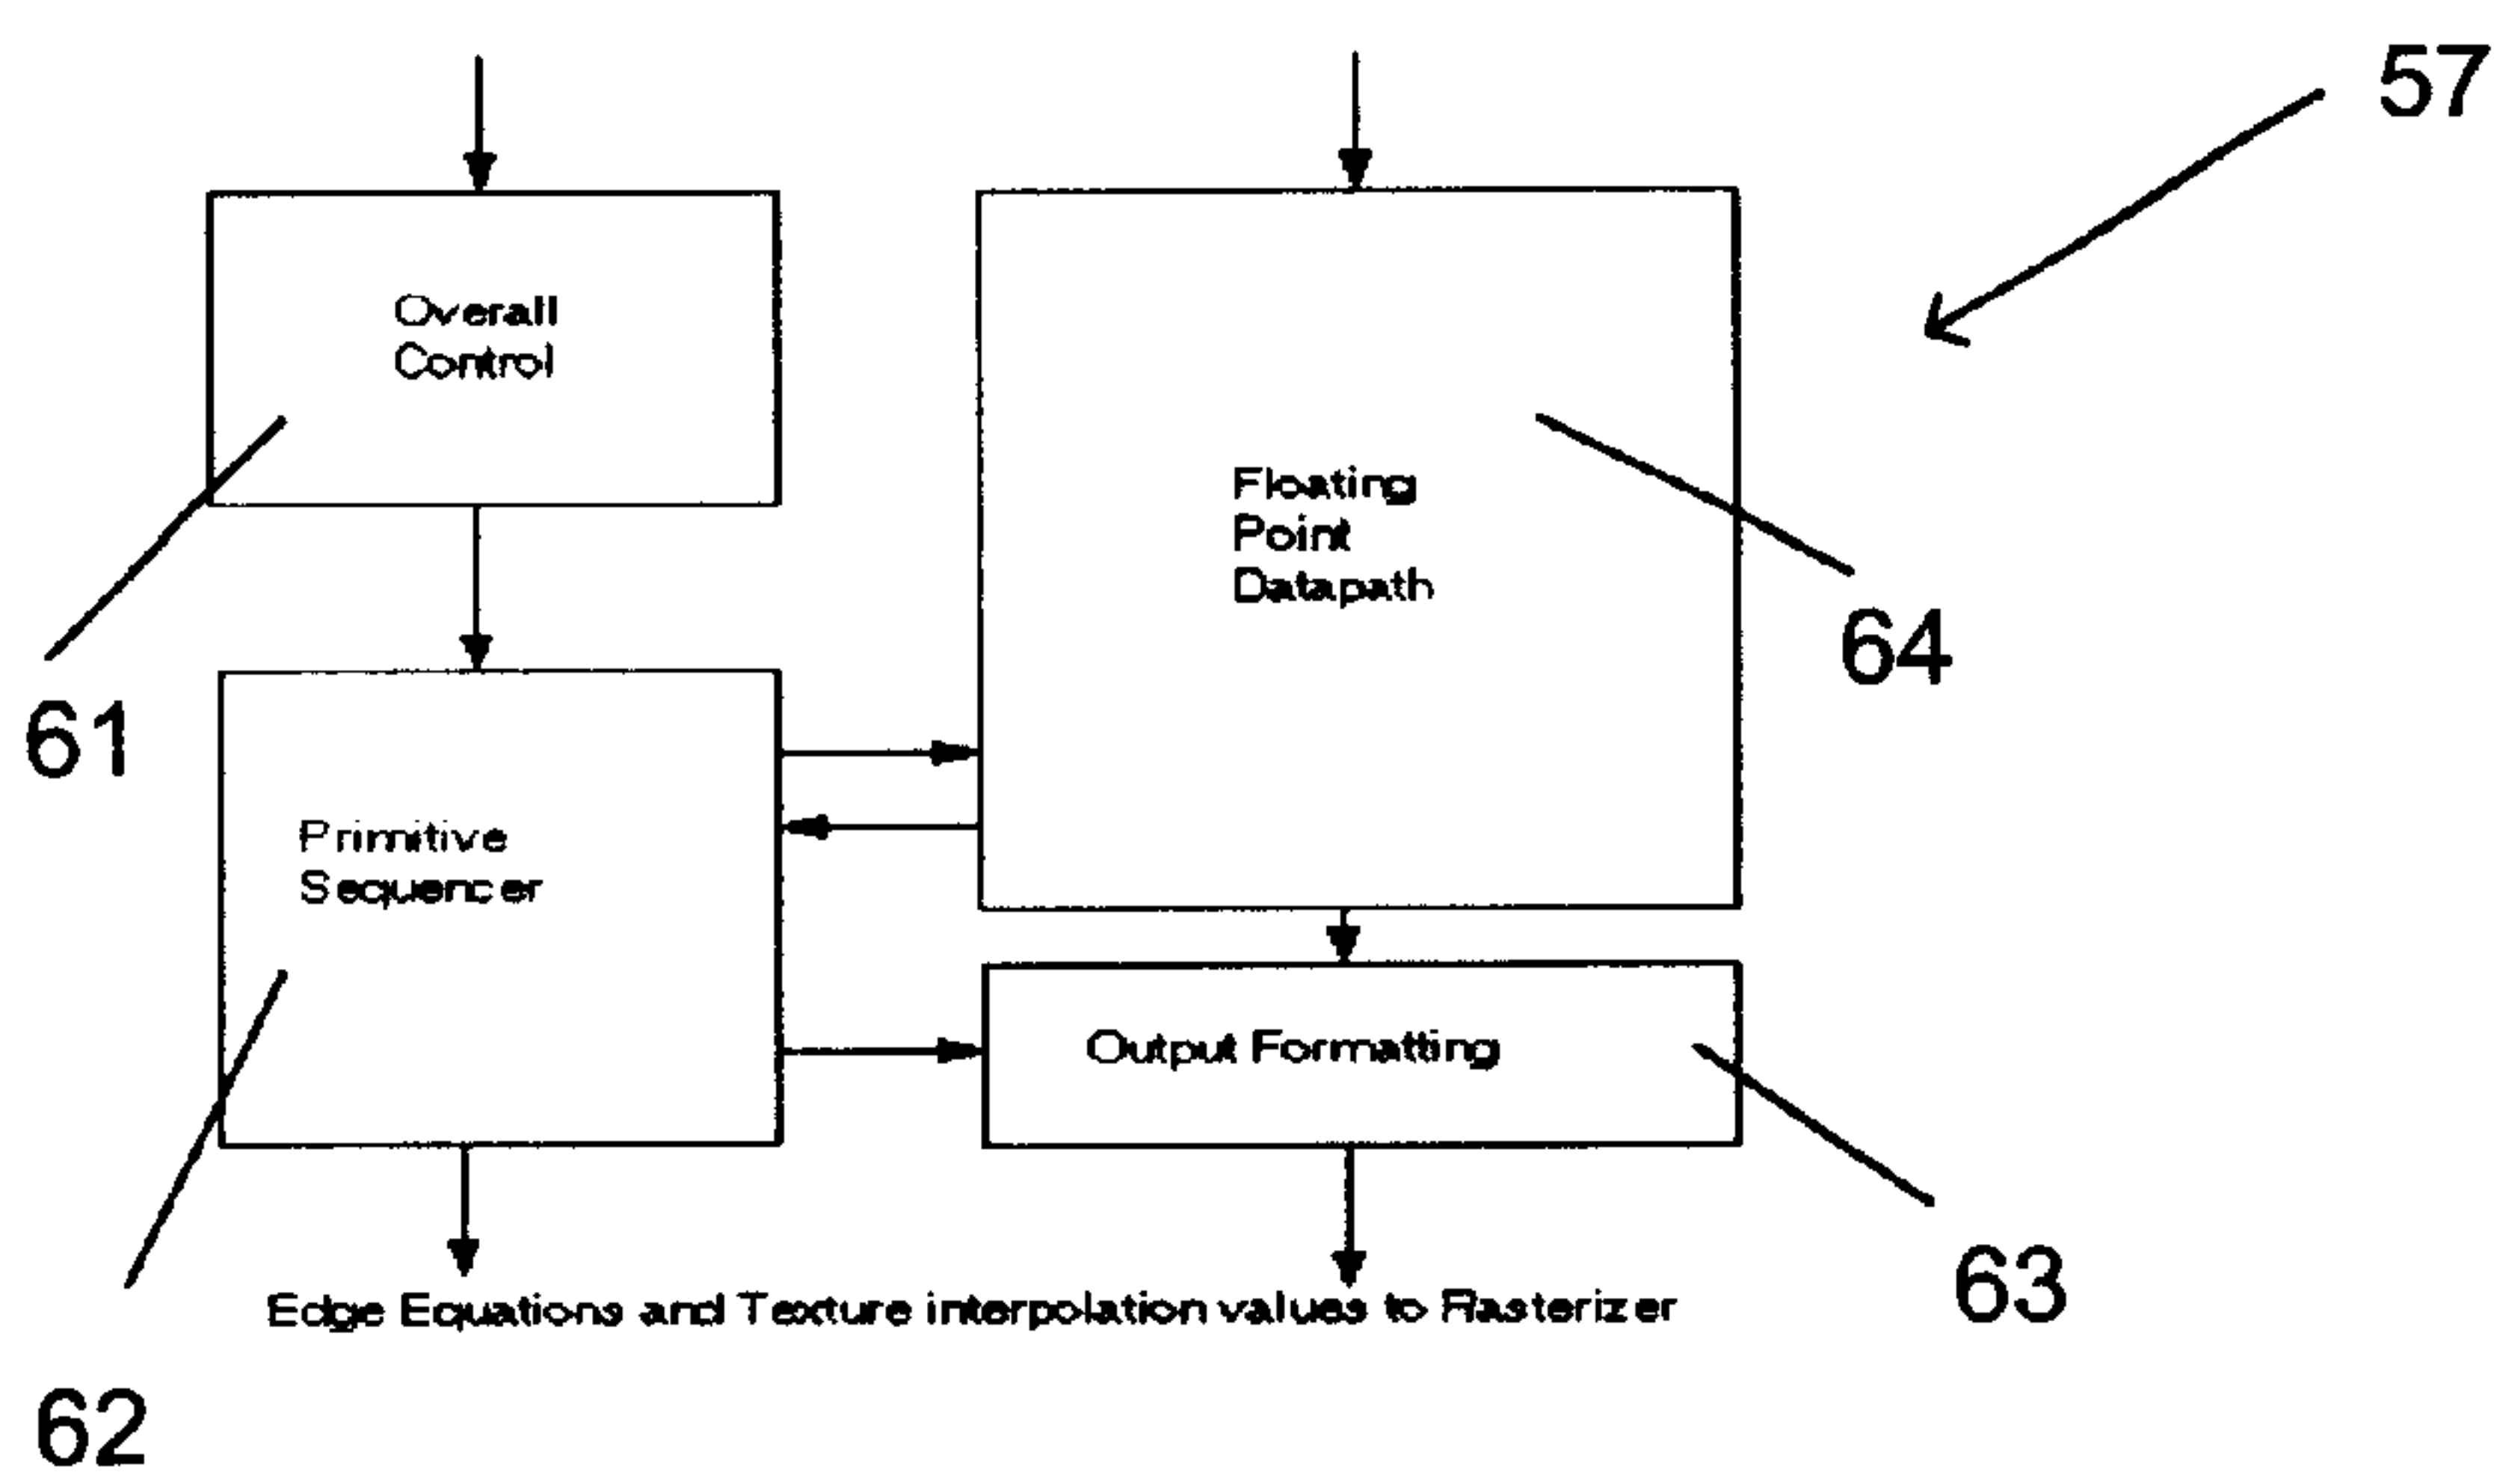 57
Overall
Control
Floating
Point
Datapath
64
61
Primitive
Sequencer
Output Formatting
63
Edge Equations and Texture interpolation values to Rasterizer
62